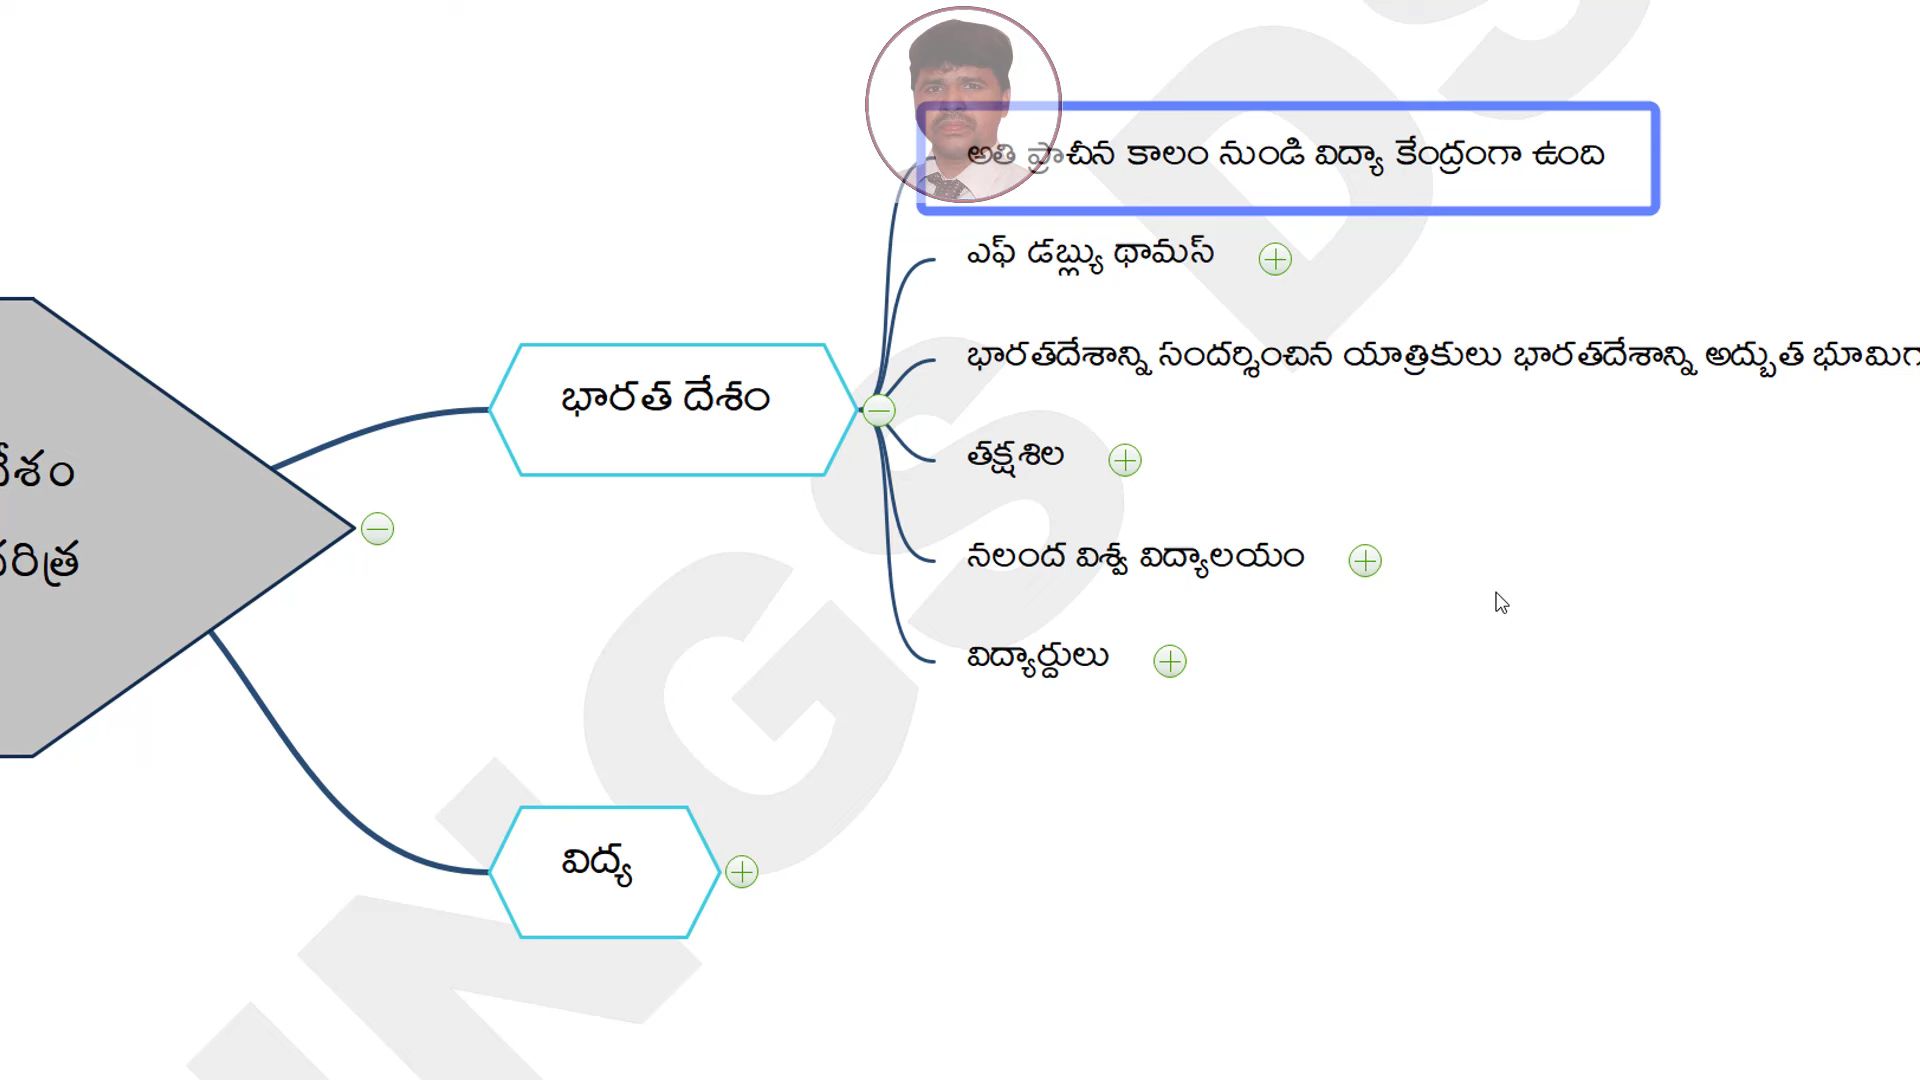 అతి ప్రాచీన కాలం నుండి విద్యా కేంద్రంగా ఉంది
ఎఫ్ డబ్ల్యు థామస్
భారతదేశాన్ని సందర్శించిన యాత్రికులు భారతదేశాన్ని అద్బుత భూమిగా
భారత దేశం
తక్షశిల
నలంద విశ్వ విద్యాలయం
విద్యార్దులు
విద్య